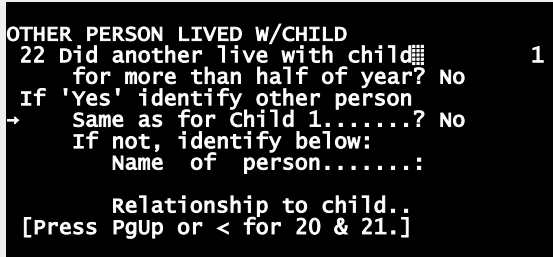 OTHER PERSON LIVED W/CHILD
22 Did another live with child▒ 1
for more than half of year? No
If 'Yes' identify other person
→ Same as for Child 1.......? No
If not, identify below:
Name of person.......:
Relationship to child..
[Press PgUp or < for 20 & 21.]